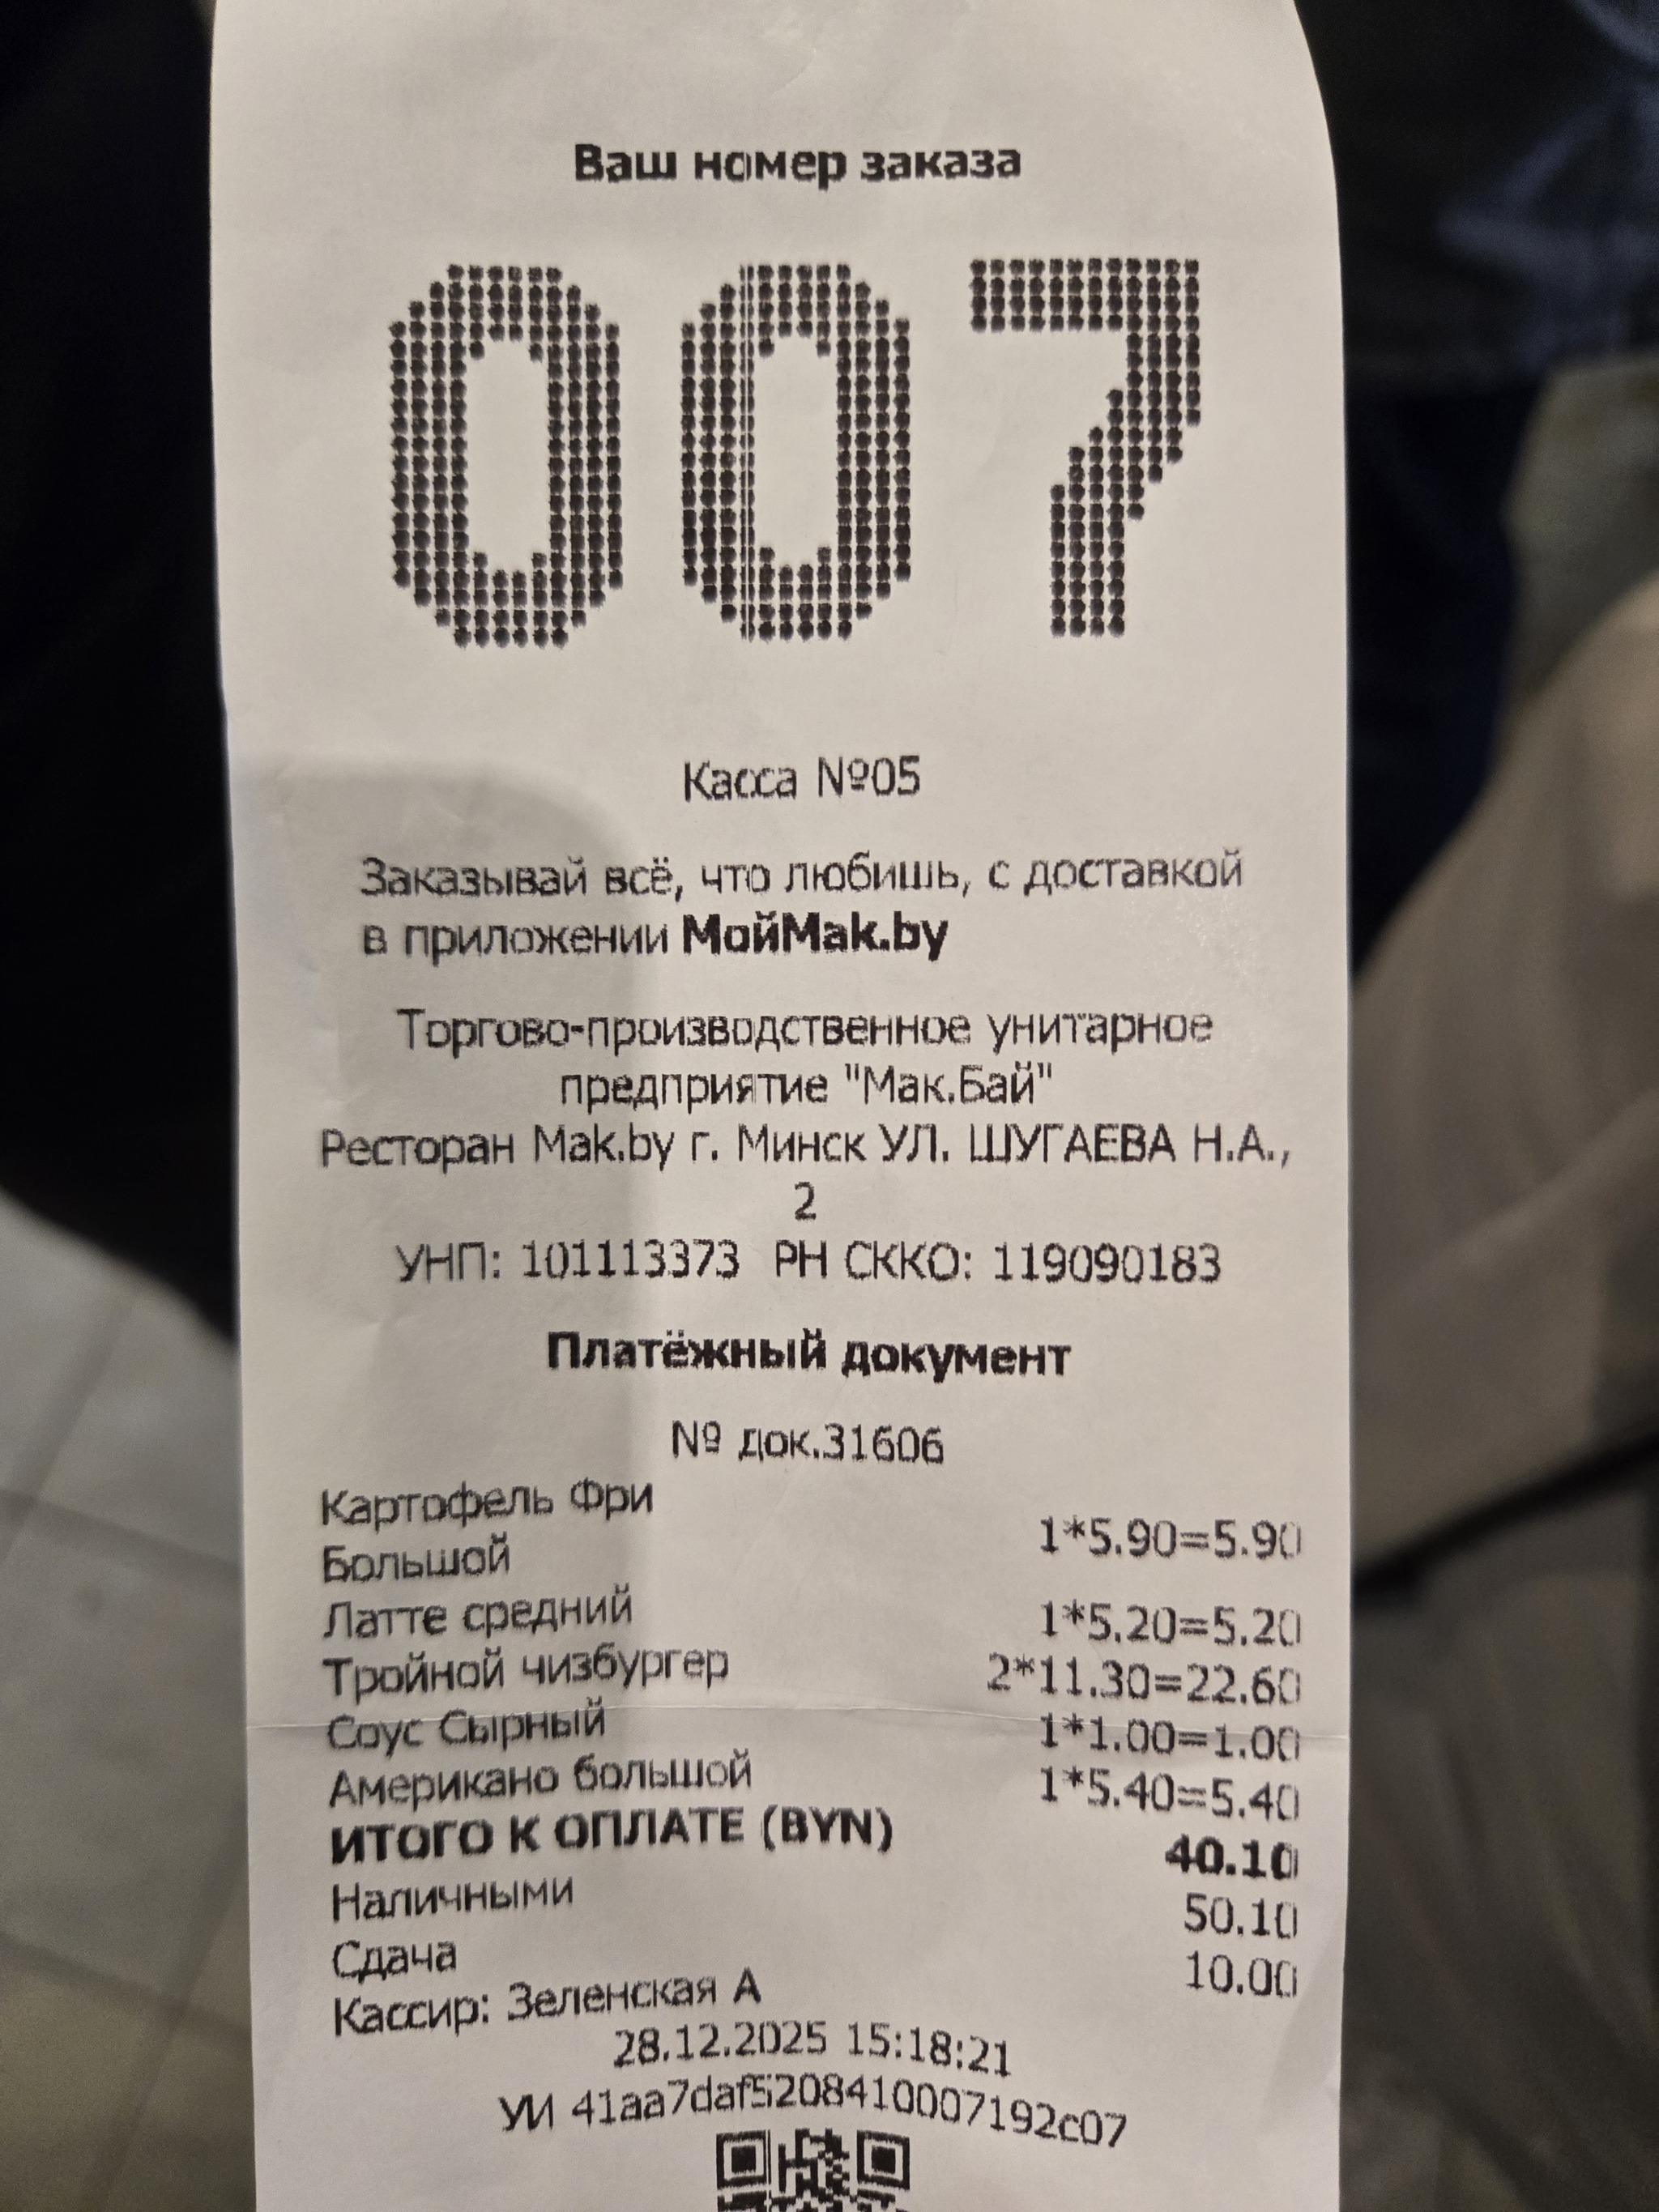 Ваш номер заказа
007
Касса №05
Заказывай всё, что любишь, с доставкой
в приложении МойMak.by
Торгово-производственное унитарное
предприятие "Мак.Бай"
Ресторан Mak.by г. Минск УЛ. ШУГАЕВА Н.А.,
2
УНП: 101113373 РН СККО: 119090183
Платёжный документ
№ док.31606
Картофель Фри
Большой 1*5.90=5.90
Латте средний 1*5.20=5.20
Тройной чизбургер 2*11.30=22.60
Соус Сырный 1*1.00=1.00
Американо большой 1*5.40=5.40
ИТОГО К ОПЛАТЕ (BYN) 40.10
Наличными 50.10
Сдача 10.00
Кассир: Зеленская А
28.12.2025 15:18:21
УИ 41aa7daf5208410007192c07